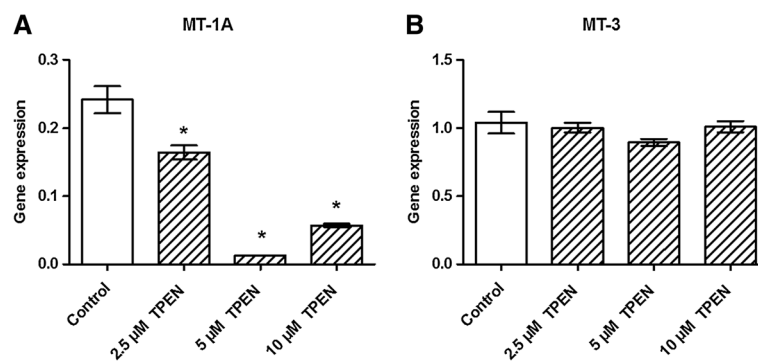 A
MT-1A
Gene expression
0.3
0.2
0.1
0.0
*
*
*
Control
2.5 µM TPEN
5 µM TPEN
10 µM TPEN
B
MT-3
Gene expression
1.5
1.0
0.5
0.0
Control
2.5 µM TPEN
5 µM TPEN
10 µM TPEN